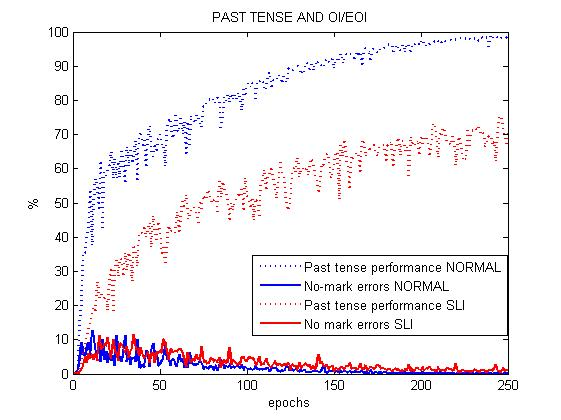 PAST TENSE AND OI/EOI
100
90
80
70
60
50
40
30
20
10
0
%
Past tense performance NORMAL
No-mark errors NORMAL
Past tense performance SLI
No mark errors SLI
0 50 100 150 200 250
epochs